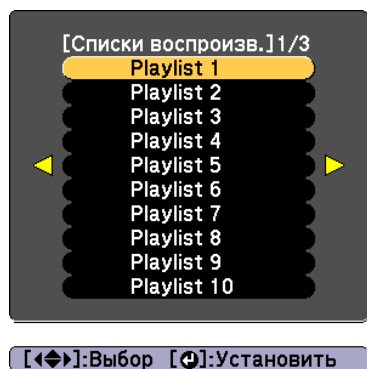 [Списки воспроизв.]1/3
Playlist 1
Playlist 2
Playlist 3
Playlist 4
Playlist 5
Playlist 6
Playlist 7
Playlist 8
Playlist 9
Playlist 10
[]:Выбор []:Установить